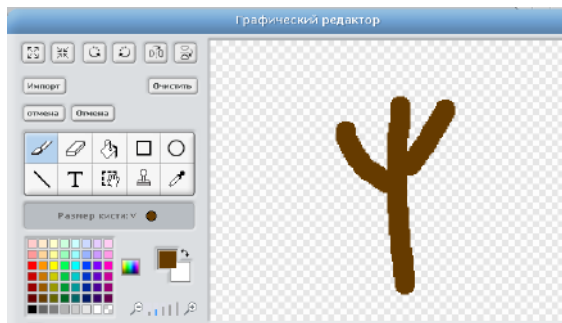 Графический редактор
Импорт
Очистить
отмена
Отмена
T
Размер кисти: